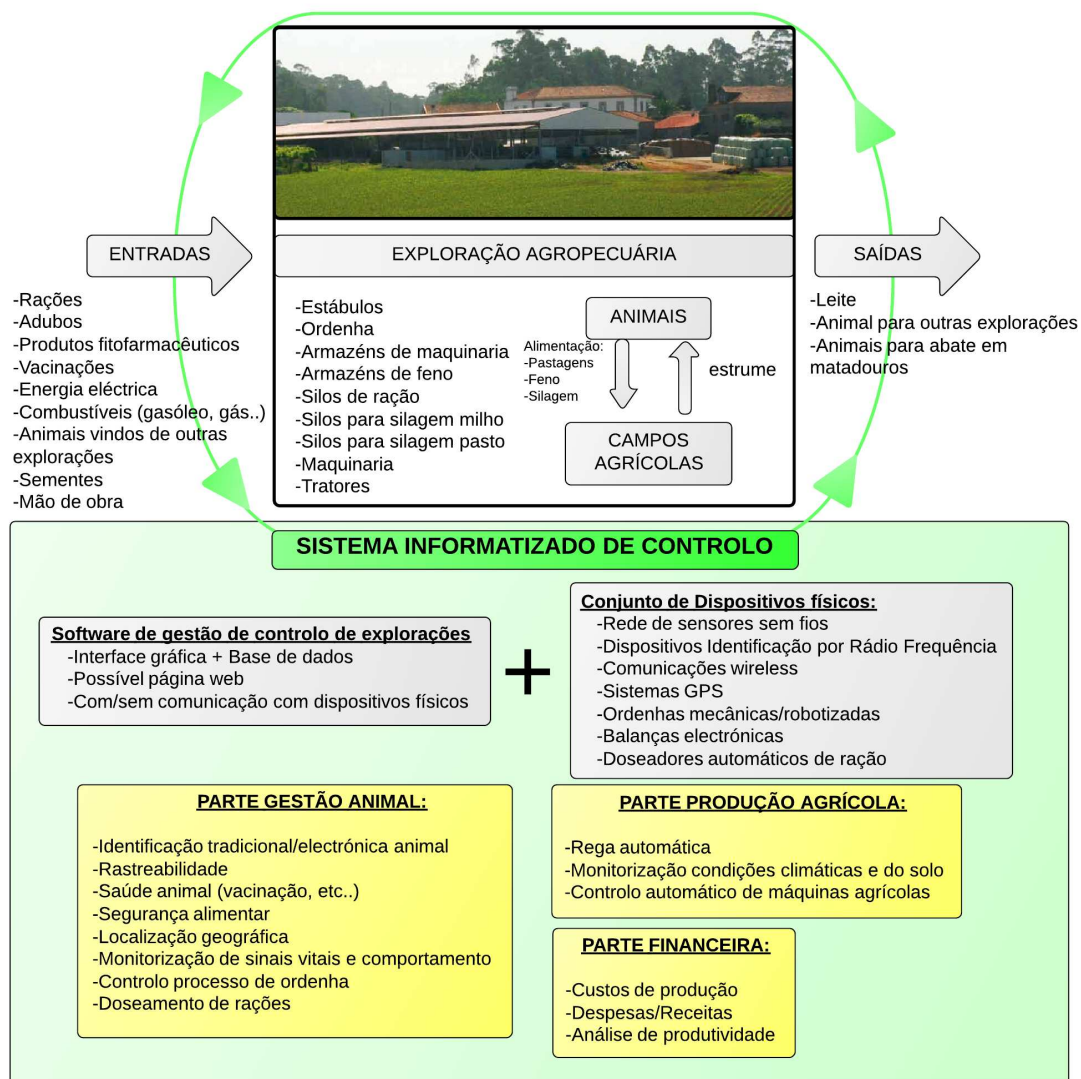 ENTRADAS
EXPLORAÇÃO AGROPECUÁRIA
SAÍDAS
-Rações
-Adubos
-Produtos fitofarmacêuticos
-Vacinações
-Energia eléctrica
-Combustíveis (gasóleo, gás..)
-Animais vindos de outras
explorações
-Sementes
-Mão de obra
-Estábulos
-Ordenha
-Armazéns de maquinaria
-Armazéns de feno
-Silos de ração
-Silos para silagem milho
-Silos para silagem pasto
-Maquinaria
-Tratores
ANIMAIS
Alimentação:
-Pastagens
-Feno
-Silagem
estrume
CAMPOS
AGRÍCOLAS
-Leite
-Animal para outras explorações
-Animais para abate em
matadouros
SISTEMA INFORMATIZADO DE CONTROLO
Software de gestão de controlo de explorações
-Interface gráfica + Base de dados
-Possível página web
-Com/sem comunicação com dispositivos físicos
+
Conjunto de Dispositivos físicos:
-Rede de sensores sem fios
-Dispositivos Identificação por Rádio Frequência
-Comunicações wireless
-Sistemas GPS
-Ordenhas mecânicas/robotizadas
-Balanças electrónicas
-Doseadores automáticos de ração
PARTE GESTÃO ANIMAL:
-Identificação tradicional/electrónica animal
-Rastreabilidade
-Saúde animal (vacinação, etc..)
-Segurança alimentar
-Localização geográfica
-Monitorização de sinais vitais e comportamento
-Controlo processo de ordenha
-Doseamento de rações
PARTE PRODUÇÃO AGRÍCOLA:
-Rega automática
-Monitorização condições climáticas e do solo
-Controlo automático de máquinas agrícolas
PARTE FINANCEIRA:
-Custos de produção
-Despesas/Receitas
-Análise de produtividade